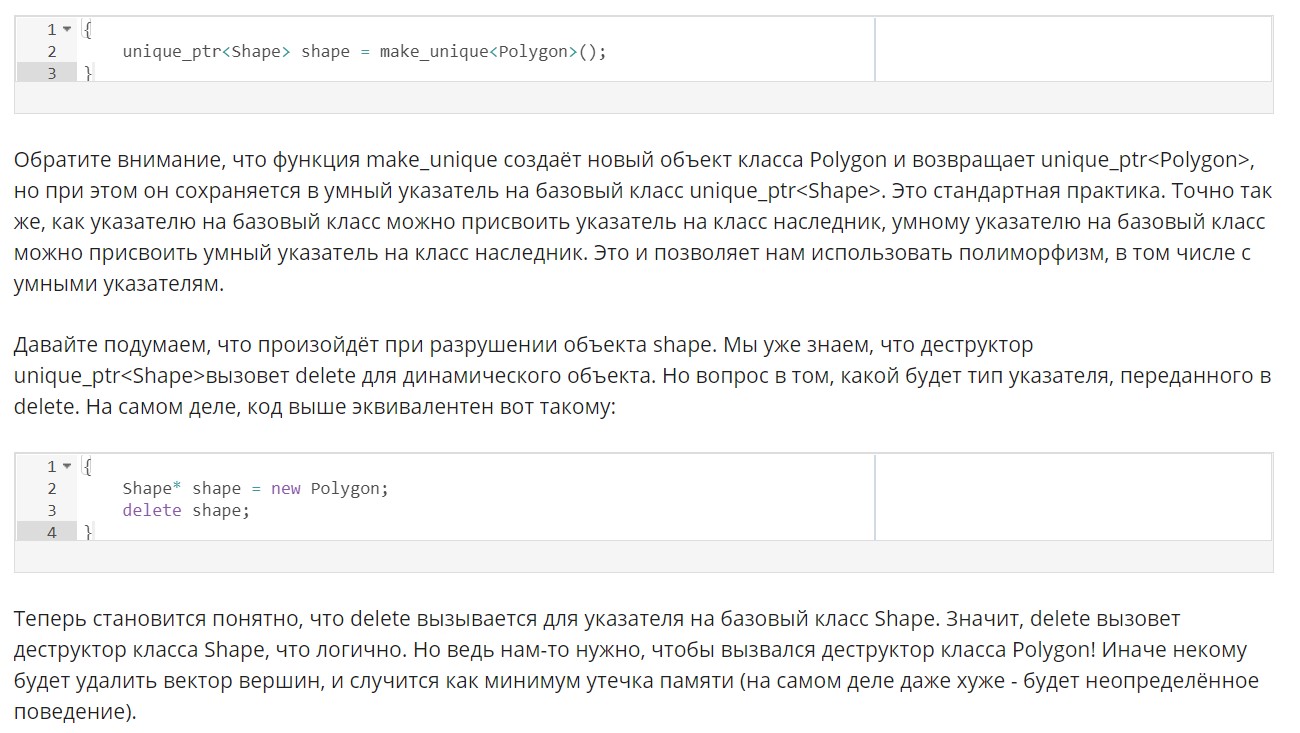 1 {
2 unique_ptr<Shape> shape = make_unique<Polygon>();
3 }
Обратите внимание, что функция make_unique создаёт новый объект класса Polygon и возвращает unique_ptr<Polygon>,
но при этом он сохраняется в умный указатель на базовый класс unique_ptr<Shape>. Это стандартная практика. Точно так
же, как указателю на базовый класс можно присвоить указатель на класс наследник, умному указателю на базовый класс
можно присвоить умный указатель на класс наследник. Это и позволяет нам использовать полиморфизм, в том числе с
умными указателям.
Давайте подумаем, что произойдёт при разрушении объекта shape. Мы уже знаем, что деструктор
unique_ptr<Shape>вызовет delete для динамического объекта. Но вопрос в том, какой будет тип указателя, переданного в
delete. На самом деле, код выше эквивалентен вот такому:
1 {
2 Shape* shape = new Polygon;
3 delete shape;
4 }
Теперь становится понятно, что delete вызывается для указателя на базовый класс Shape. Значит, delete вызовет
деструктор класса Shape, что логично. Но ведь нам-то нужно, чтобы вызвался деструктор класса Polygon! Иначе некому
будет удалить вектор вершин, и случится как минимум утечка памяти (на самом деле даже хуже - будет неопределённое
поведение).